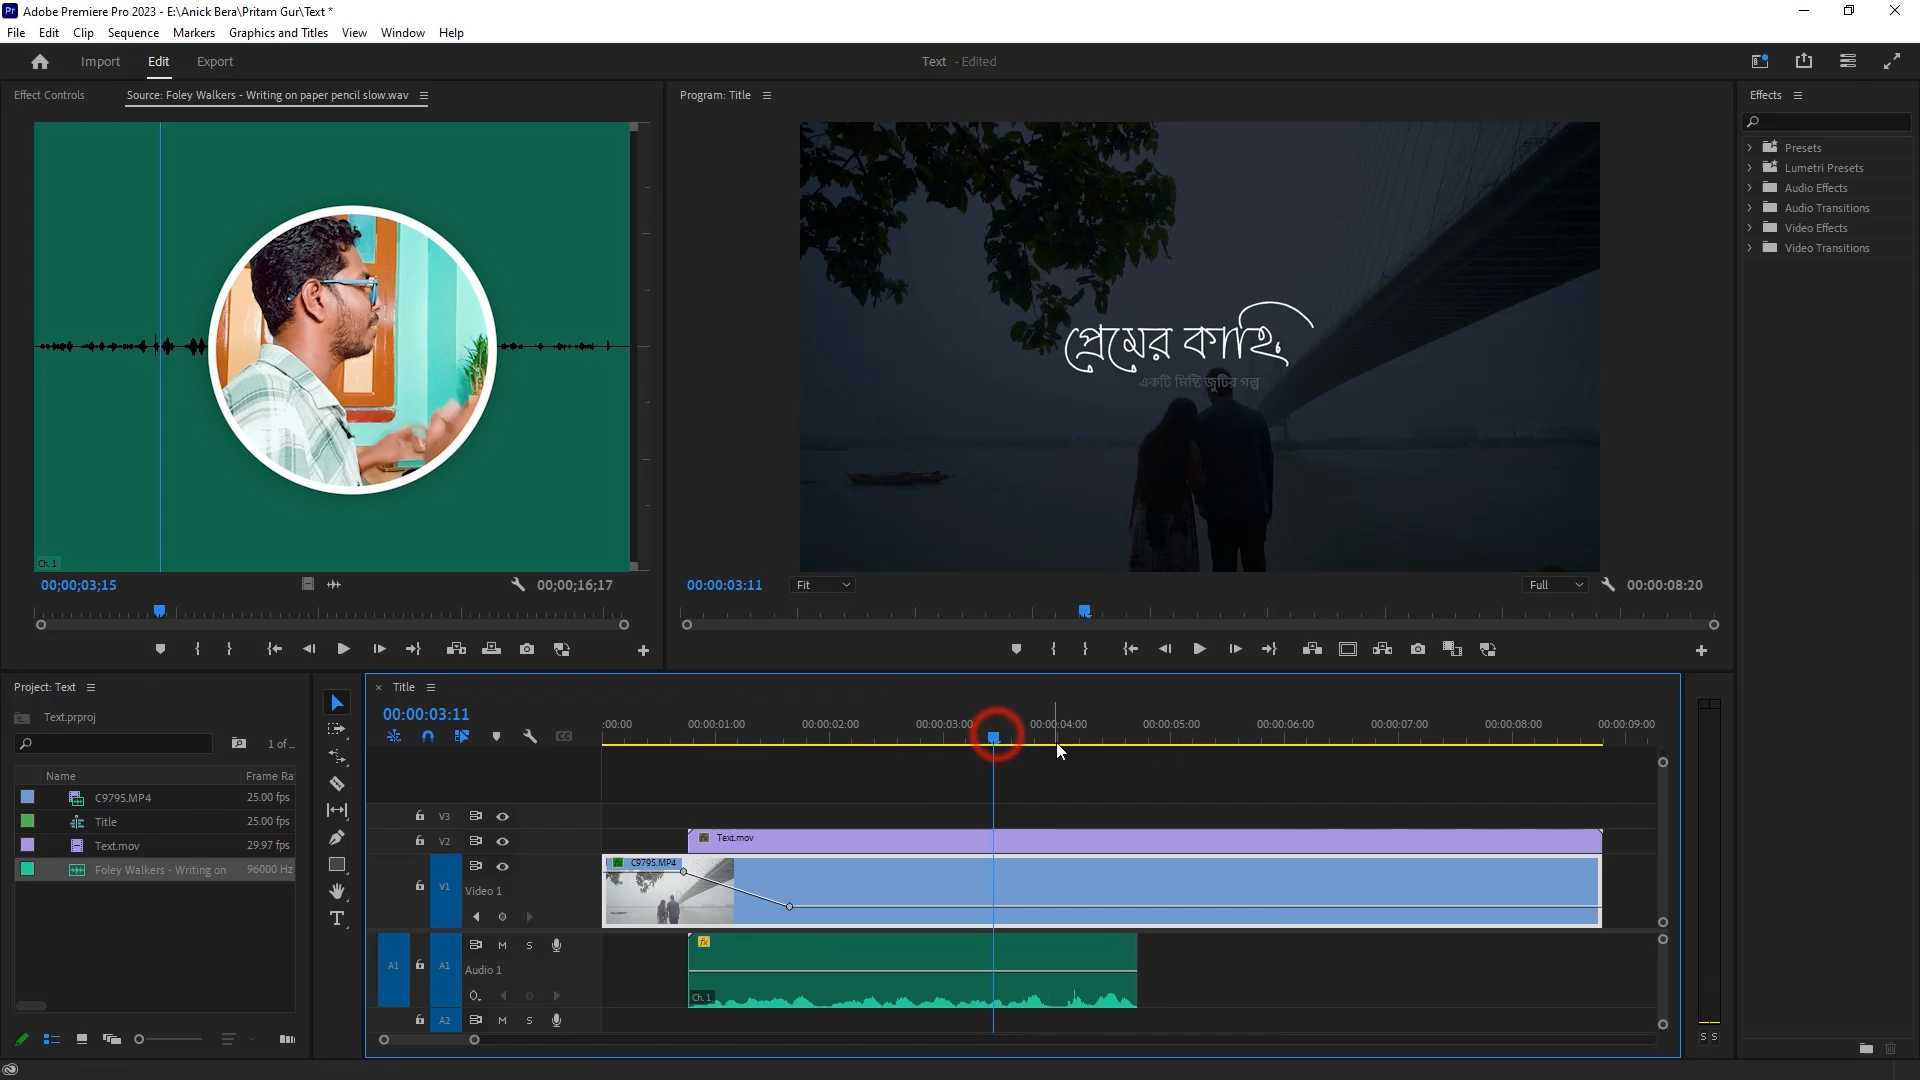 Adobe Premiere Pro 2023 - E:\Anick Bera\Pritam Gur\Text *
File Edit Clip Sequence Markers Graphics and Titles View Window Help
Import Edit Export
Text - Edited
Effect Controls Source: Foley Walkers - Writing on paper pencil slow.wav
Program: Title
Effects
Presets
Lumetri Presets
Audio Effects
Audio Transitions
Video Effects
Video Transitions
প্রেমের কাহি
একটি মিষ্টি জুটির গল্প
Ch. 1
00;00;03;15 00;00;16;17
00:00:03:11 Fit Full 00:00:08:20
Project: Text
Text.prproj
1 of ...
Name Frame Ra
C9795.MP4 25.00 fps
Title 25.00 fps
Text.mov 29.97 fps
Foley Walkers - Writing on 96000 Hz
Title
00:00:03:11
:00:00 00:00:01:00 00:00:02:00 00:00:03:00 00:00:04:00 00:00:05:00 00:00:06:00 00:00:07:00 00:00:08:00 00:00:09:00
V3
V2 Text.mov
fx C9795.MP4
V1 Video 1
A1 A1 M S fx
Audio 1
Ch. 1
A2 M S
S S